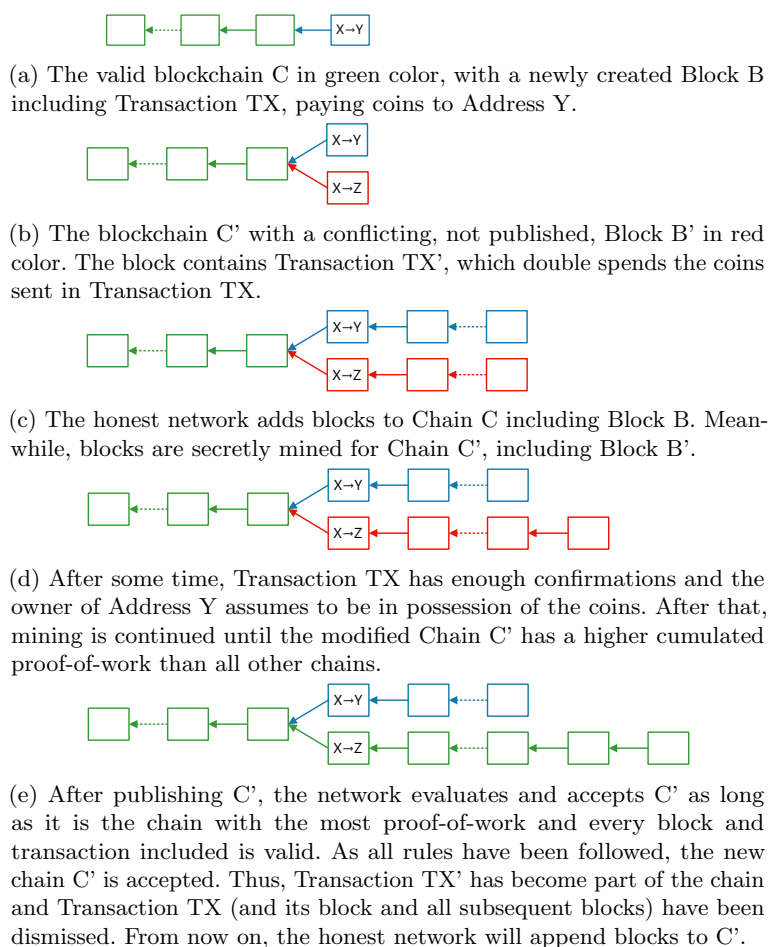 X→Y
(a) The valid blockchain C in green color, with a newly created Block B
including Transaction TX, paying coins to Address Y.
X→Y
X→Z
(b) The blockchain C’ with a conflicting, not published, Block B’ in red
color. The block contains Transaction TX’, which double spends the coins
sent in Transaction TX.
X→Y
X→Z
(c) The honest network adds blocks to Chain C including Block B. Mean-
while, blocks are secretly mined for Chain C’, including Block B’.
X→Y
X→Z
(d) After some time, Transaction TX has enough confirmations and the
owner of Address Y assumes to be in possession of the coins. After that,
mining is continued until the modified Chain C’ has a higher cumulated
proof-of-work than all other chains.
X→Y
X→Z
(e) After publishing C’, the network evaluates and accepts C’ as long
as it is the chain with the most proof-of-work and every block and
transaction included is valid. As all rules have been followed, the new
chain C’ is accepted. Thus, Transaction TX’ has become part of the chain
and Transaction TX (and its block and all subsequent blocks) have been
dismissed. From now on, the honest network will append blocks to C’.